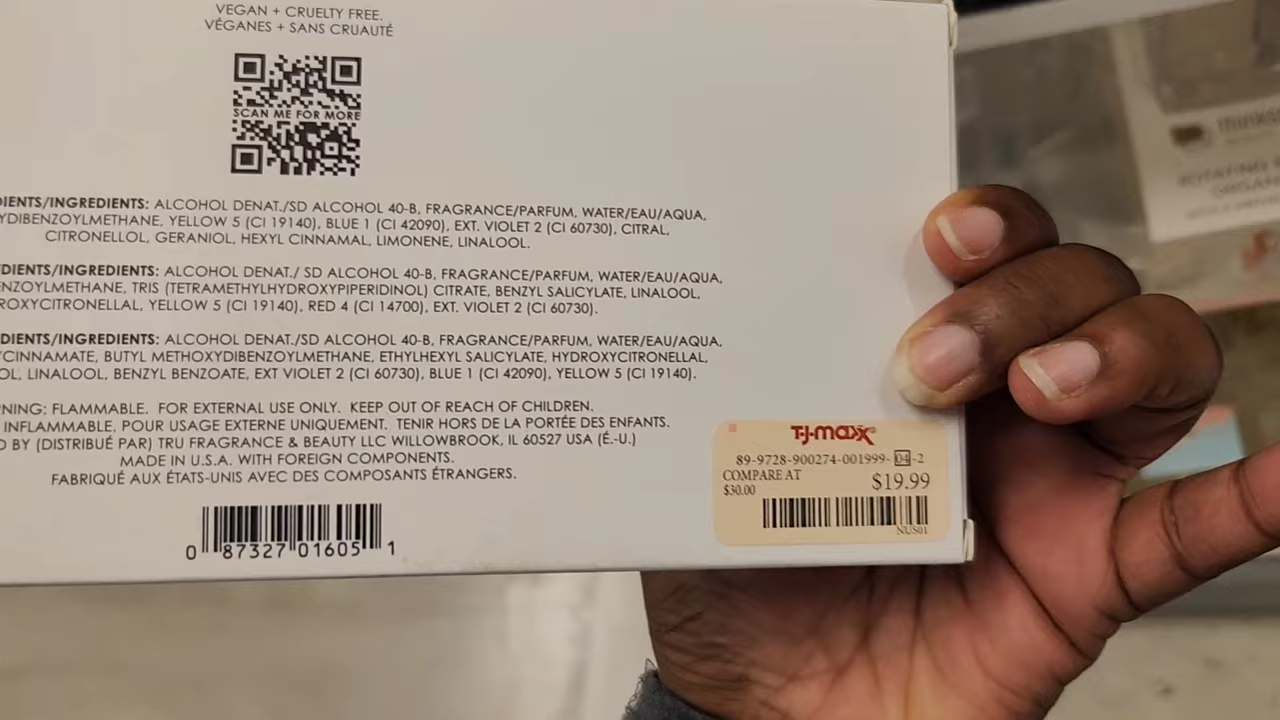 VEGAN + CRUELTY FREE.
VÉGANES + SANS CRUAUTÉ
SCAN ME FOR MORE
DIENTS/INGREDIENTS: ALCOHOL DENAT./SD ALCOHOL 40-B, FRAGRANCE/PARFUM, WATER/EAU/AQUA,
YDIBENZOYLMETHANE, YELLOW 5 (CI 19140), BLUE 1 (CI 42090), EXT. VIOLET 2 (CI 60730), CITRAL,
CITRONELLOL, GERANIOL, HEXYL CINNAMAL, LIMONENE, LINALOOL.
DIENTS/INGREDIENTS: ALCOHOL DENAT./ SD ALCOHOL 40-B, FRAGRANCE/PARFUM, WATER/EAU/AQUA,
ENZOYLMETHANE, TRIS (TETRAMETHYLHYDROXYPIPERIDINOL) CITRATE, BENZYL SALICYLATE, LINALOOL,
ROXYCITRONELLAL, YELLOW 5 (CI 19140), RED 4 (CI 14700), EXT. VIOLET 2 (CI 60730).
DIENTS/INGREDIENTS: ALCOHOL DENAT./SD ALCOHOL 40-B, FRAGRANCE/PARFUM, WATER/EAU/AQUA,
YCINNAMATE, BUTYL METHOXYDIBENZOYLMETHANE, ETHYLHEXYL SALICYLATE, HYDROXYCITRONELLAL,
OL, LINALOOL, BENZYL BENZOATE, EXT VIOLET 2 (CI 60730), BLUE 1 (CI 42090), YELLOW 5 (CI 19140).
NING; FLAMMABLE. FOR EXTERNAL USE ONLY. KEEP OUT OF REACH OF CHILDREN.
INFLAMMABLE. POUR USAGE EXTERNE UNIQUEMENT. TENIR HORS DE LA PORTÉE DES ENFANTS.
D BY (DISTRIBUÉ PAR) TRU FRAGRANCE & BEAUTY LLC WILLOWBROOK, IL 60527 USA (É.-U.)
MADE IN U.S.A. WITH FOREIGN COMPONENTS.
FABRIQUÉ AUX ÉTATS-UNIS AVEC DES COMPOSANTS ÉTRANGERS.
0 87327 01605 1
T.J.maxx
89-9728-900274-001999-04-2
COMPARE AT
$30.00
$19.99
NUS01